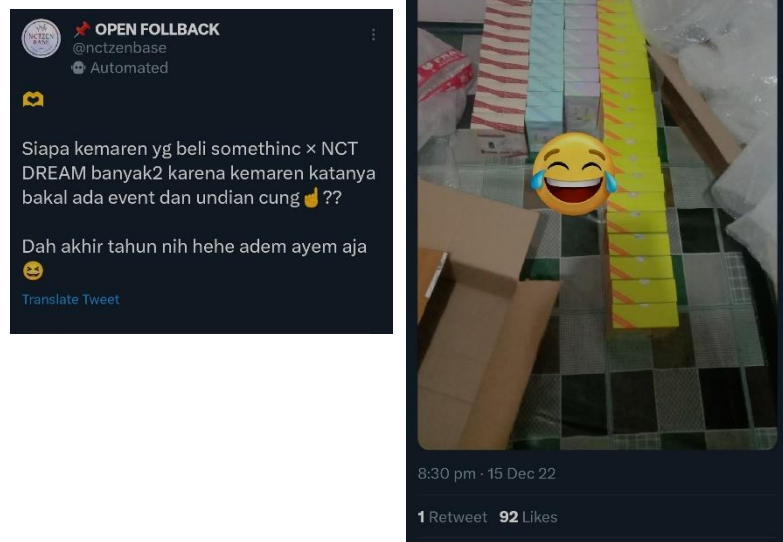 📌 OPEN FOLLBACK
@nctzenbase
Automated
Siapa kemaren yg beli somethinc × NCT
DREAM banyak2 karena kemaren katanya
bakal ada event dan undian cung☝??
Dah akhir tahun nih hehe adem ayem aja
😆
Translate Tweet
8:30 pm · 15 Dec 22
1 Retweet 92 Likes